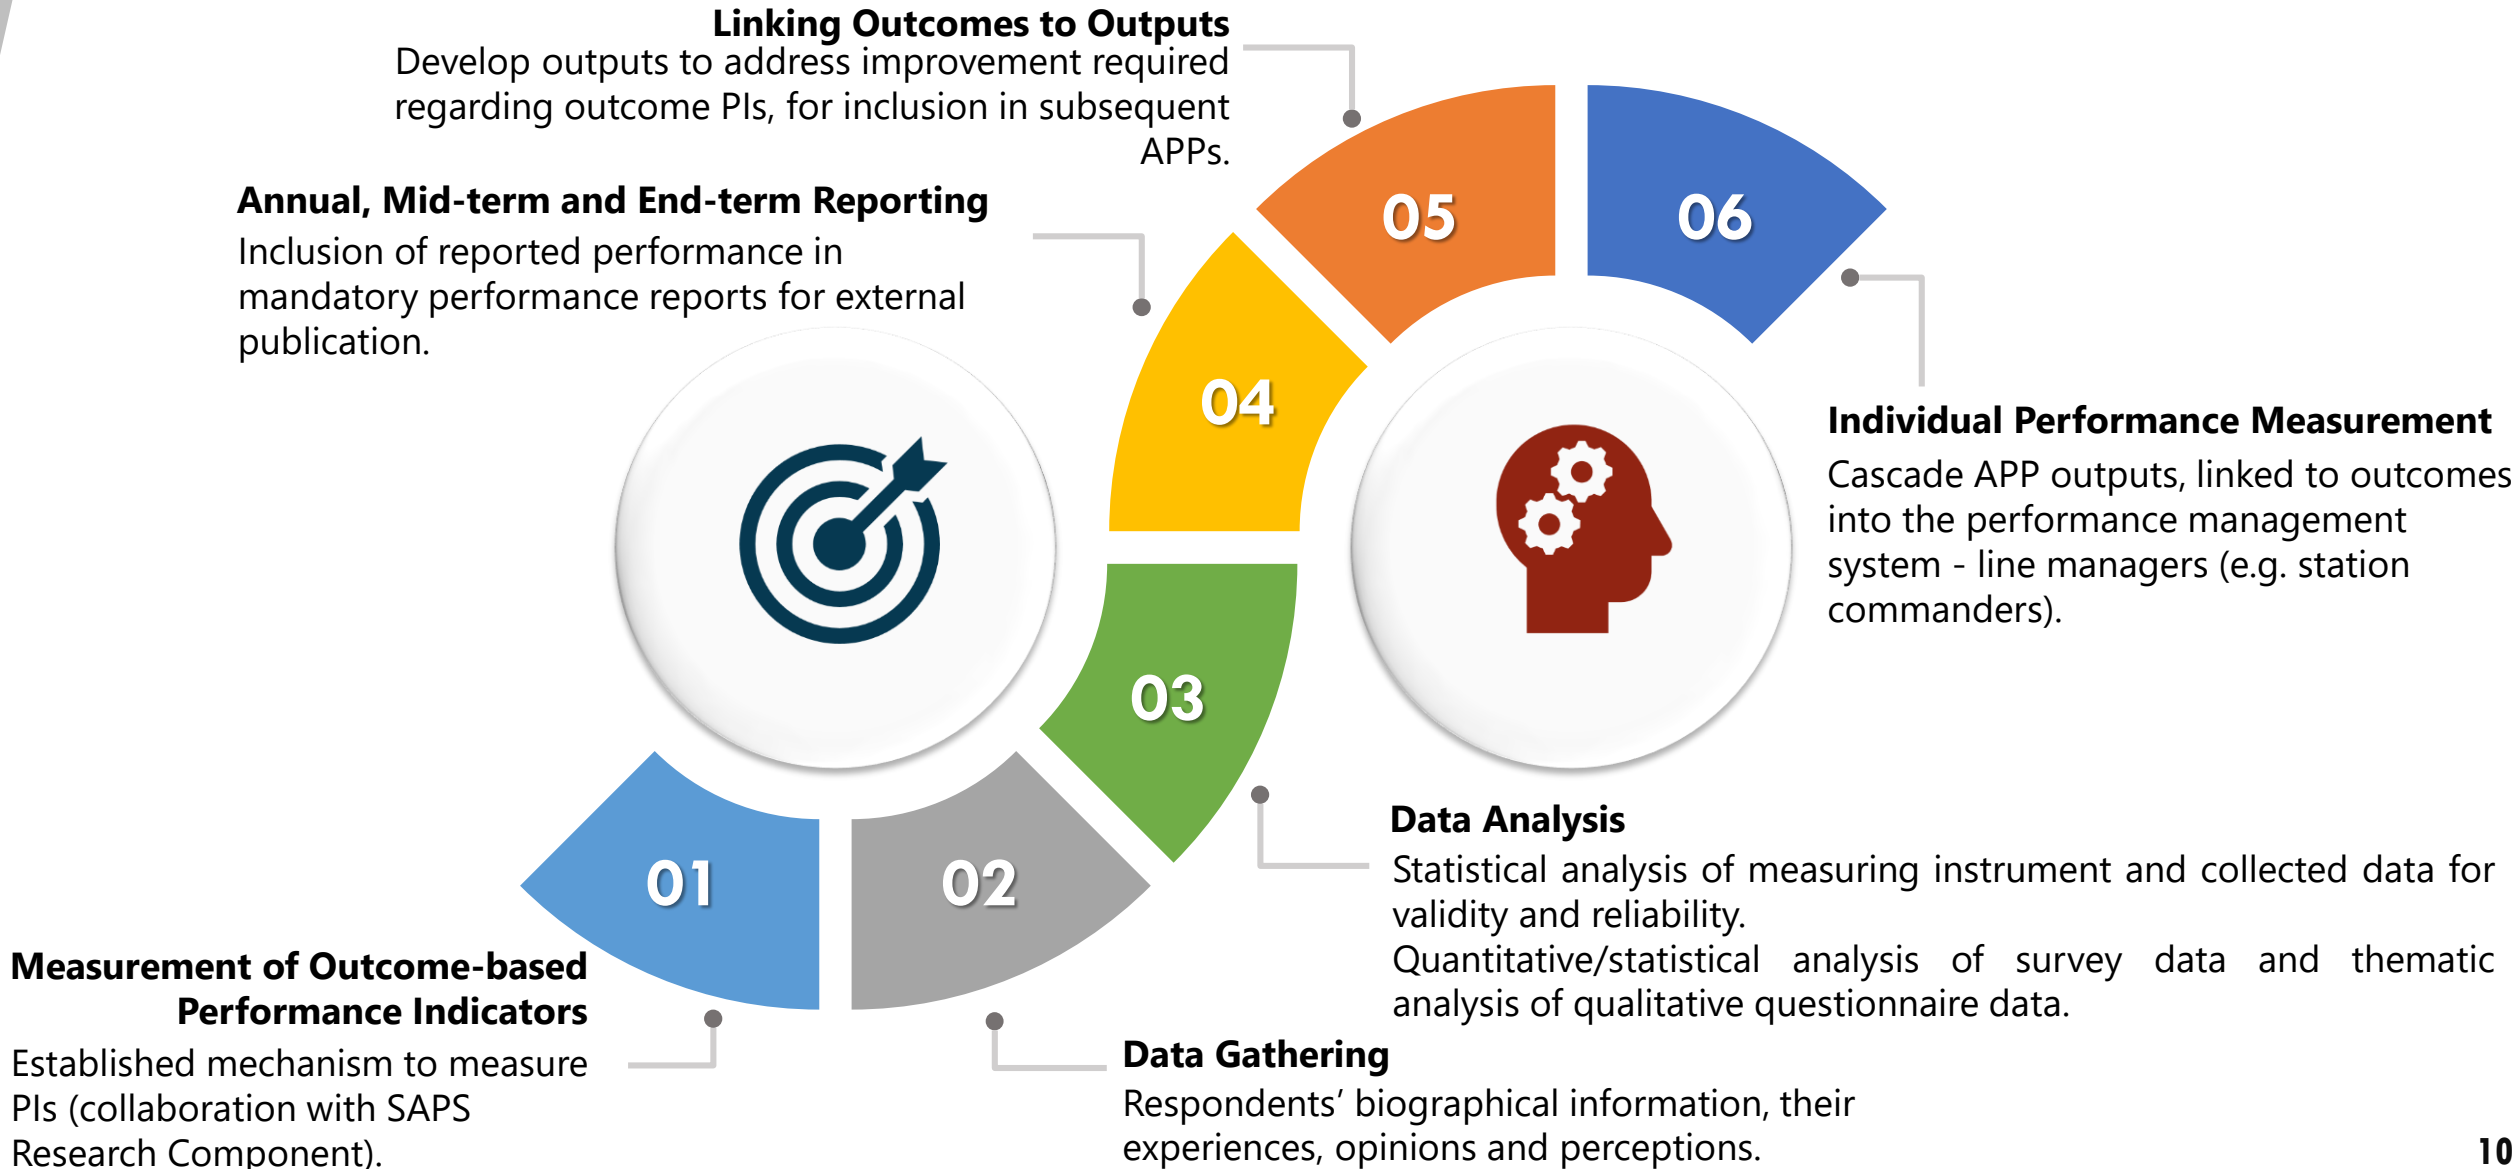 Linking Outcomes to Outputs
Develop outputs to address improvement required
regarding outcome PIs, for inclusion in subsequent
APPs.
Annual, Mid-term and End-term Reporting
Inclusion of reported performance in
mandatory performance reports for external
publication.
05
06
04
Individual Performance Measurement
Cascade APP outputs, linked to outcomes
into the performance management
system - line managers (e.g. station
commanders).
03
Data Analysis
Statistical analysis of measuring instrument and collected data for
validity and reliability.
Quantitative/statistical analysis of survey data and thematic
analysis of qualitative questionnaire data.
01
02
Measurement of Outcome-based
Performance Indicators
Established mechanism to measure
PIs (collaboration with SAPS
Research Component).
Data Gathering
Respondents’ biographical information, their
experiences, opinions and perceptions.
10